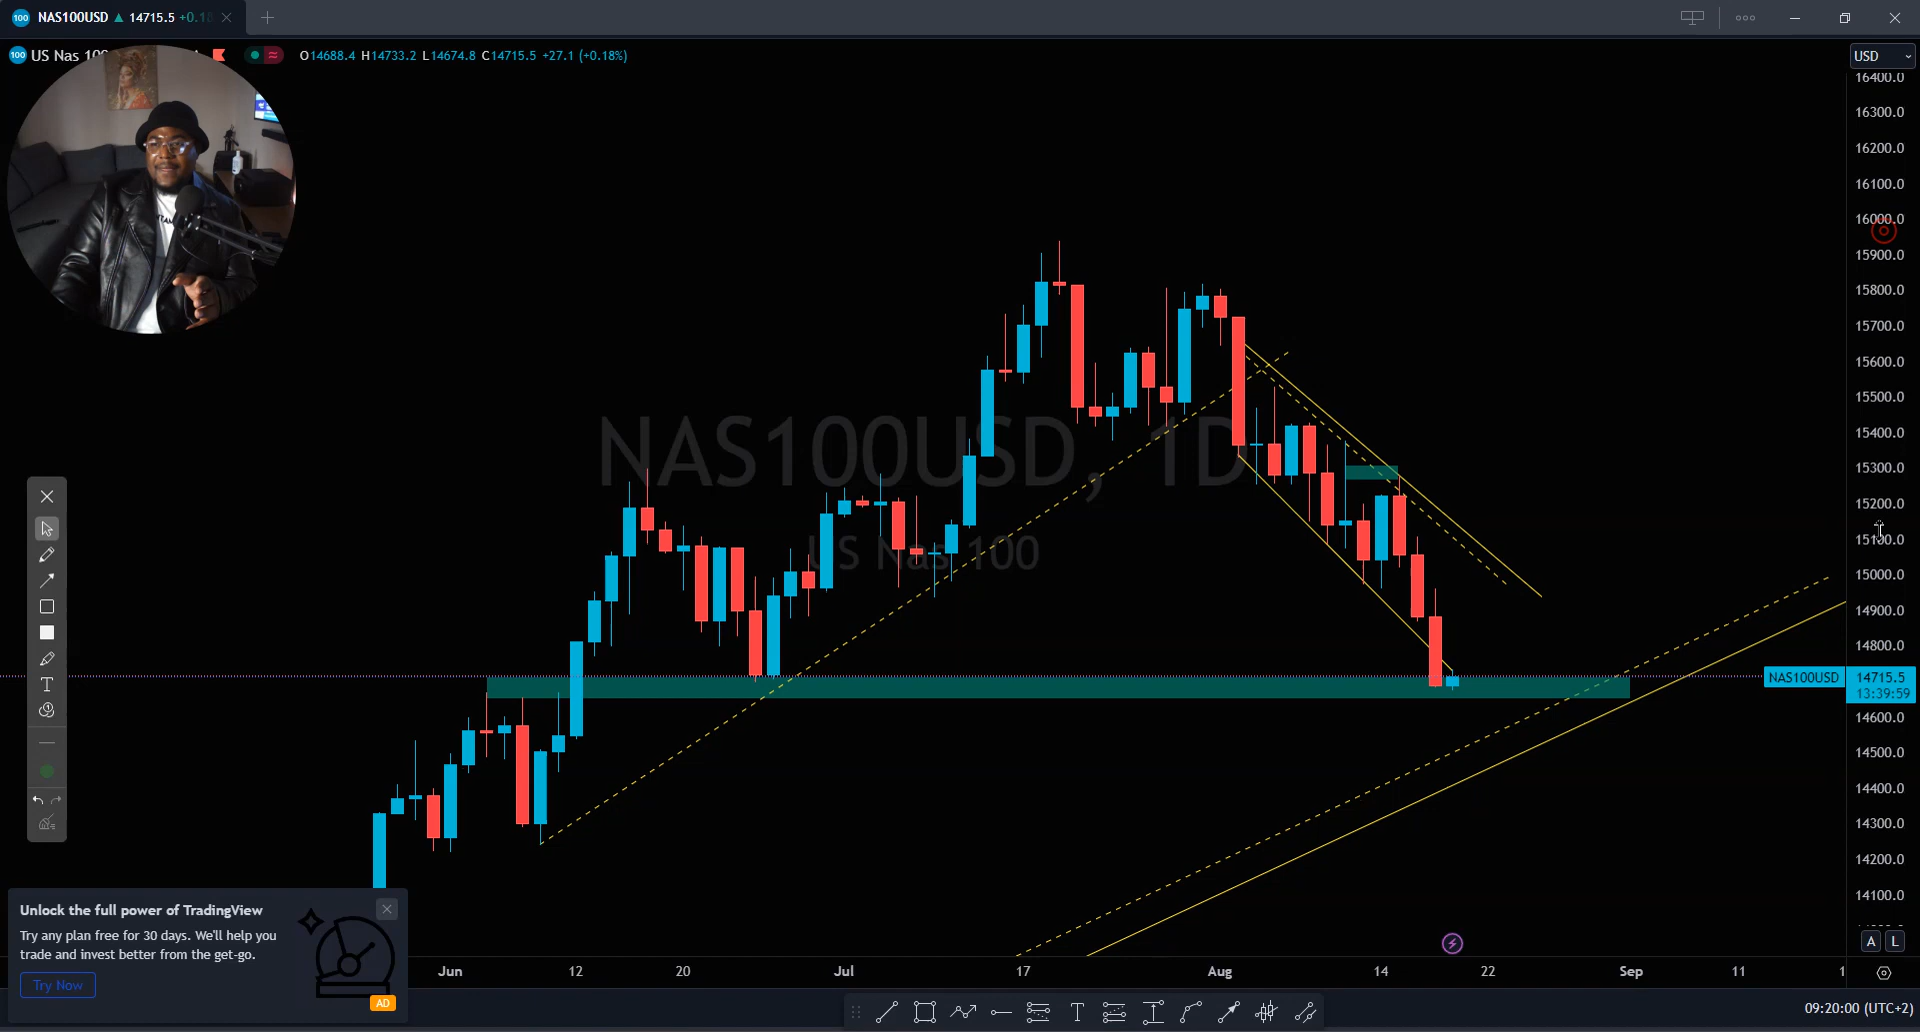 100 NAS100USD ▲ 14715.5 +0.18
100 US Nas 100
O14688.4 H14733.2 L14674.8 C14715.5 +27.1 (+0.18%)
USD
16400.0
16300.0
16200.0
16100.0
16000.0
15900.0
15800.0
15700.0
15600.0
15500.0
15400.0
15300.0
15200.0
15100.0
15000.0
14900.0
14800.0
NAS100USD 14715.5
13:39:59
14600.0
14500.0
14400.0
14300.0
14200.0
14100.0
NAS100USD, 1D
US Nas 100
T
Unlock the full power of TradingView
Try any plan free for 30 days. We'll help you
trade and invest better from the get-go.
Try Now
AD
A L
Jun 12 20 Jul 17 Aug 14 22 Sep 11 1
T
09:20:00 (UTC+2)